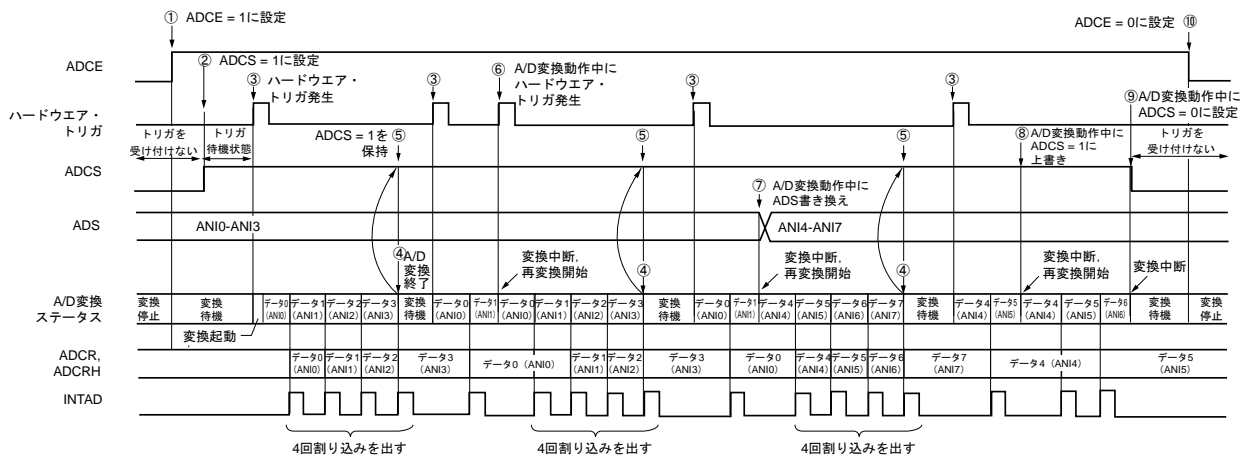 ① ADCE = 1に設定
ADCE = 0に設定 ⑩
ADCE
② ADCS = 1に設定
③ ハードウエア・
トリガ発生
③
⑥ A/D変換動作中に
ハードウエア・
トリガ発生
③
③
⑨A/D変換動作中に
ADCS = 0に設定
ハードウエア・
トリガ
トリガを
受け付けない
トリガ
待機状態
ADCS = 1を
保持
⑤
⑤
⑤
⑧ A/D変換動作中に
ADCS = 1に
上書き
トリガを
受け付けない
ADCS
⑦ A/D変換動作中に
ADS書き換え
ADS
ANI0-ANI3
ANI4-ANI7
④A/D
変換
終了
変換中断,
再変換開始
④
変換中断,
再変換開始
④
変換中断,
再変換開始
変換中断
A/D変換
ステータス
変換
停止
変換
待機
データ0
(ANI0)
データ1
(ANI1)
データ2
(ANI2)
データ3
(ANI3)
変換
待機
データ0
(ANI0)
データ1
(ANI1)
データ0
(ANI0)
データ1
(ANI1)
データ2
(ANI2)
データ3
(ANI3)
変換
待機
データ0
(ANI0)
データ1
(ANI1)
データ4
(ANI4)
データ5
(ANI5)
データ6
(ANI6)
データ7
(ANI7)
変換
待機
データ4
(ANI4)
データ5
(ANI5)
データ4
(ANI4)
データ5
(ANI5)
データ6
(ANI6)
変換
待機
変換
停止
変換起動
ADCR,
ADCRH
データ0
(ANI0)
データ1
(ANI1)
データ2
(ANI2)
データ3
(ANI3)
データ0 (ANI0)
データ1
(ANI1)
データ2
(ANI2)
データ3
(ANI3)
データ0
(ANI0)
データ4
(ANI4)
データ5
(ANI5)
データ6
(ANI6)
データ7
(ANI7)
データ4 (ANI4)
データ5
(ANI5)
INTAD
4回割り込みを出す
4回割り込みを出す
4回割り込みを出す